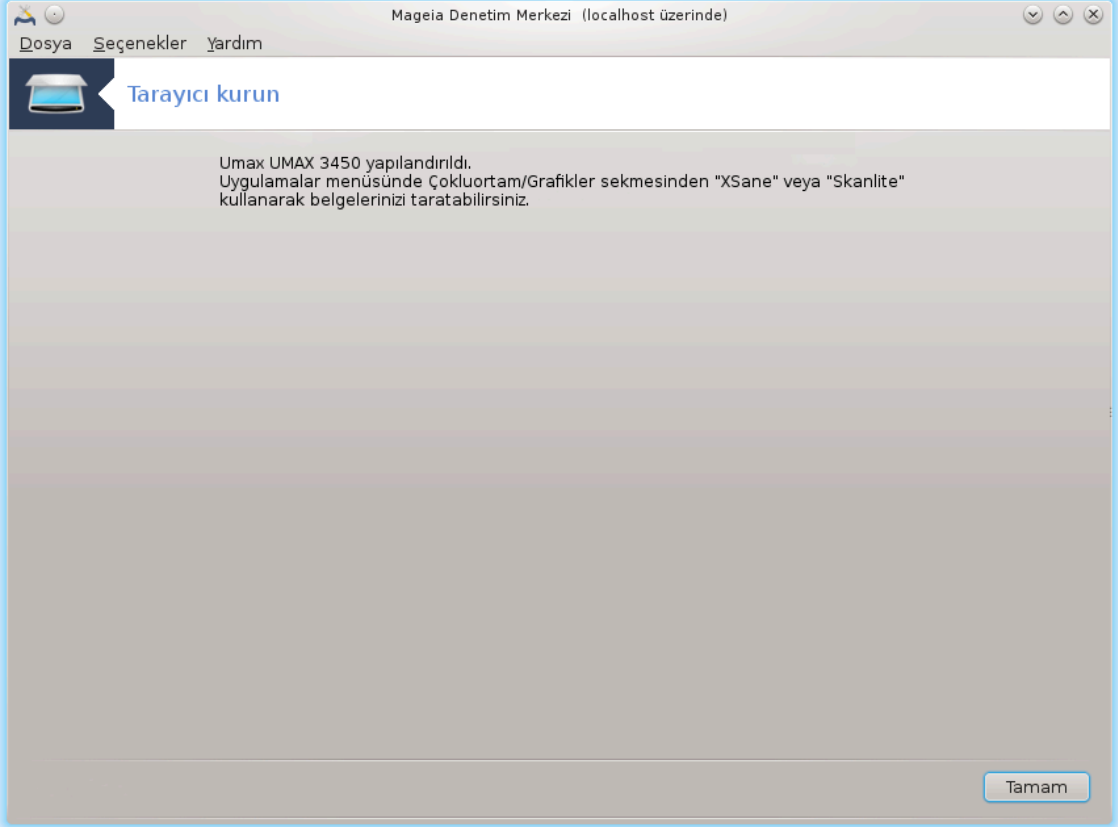 Mageia Denetim Merkezi (localhost üzerinde)
Dosya Seçenekler Yardım
Tarayıcı kurun
Umax UMAX 3450 yapılandırıldı.
Uygulamalar menüsünde Çokluortam/Grafikler sekmesinden "XSane" veya "Skanlite"
kullanarak belgelerinizi taratabilirsiniz.
Tamam